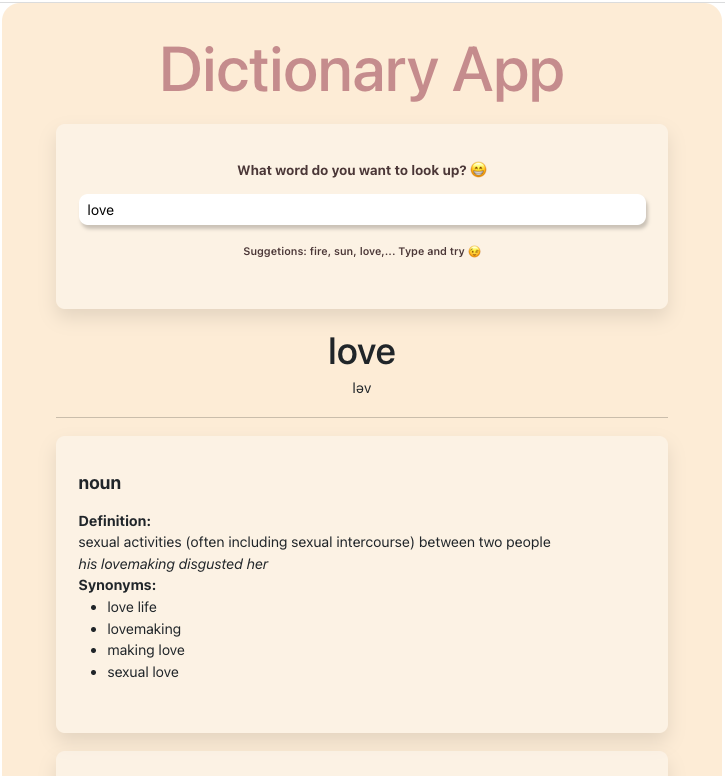 Dictionary App
What word do you want to look up? 😁
love
Suggetions: fire, sun, love,... Type and try 😉
love
ləv
noun
Definition:
sexual activities (often including sexual intercourse) between two people
his lovemaking disgusted her
Synonyms:
• love life
• lovemaking
• making love
• sexual love